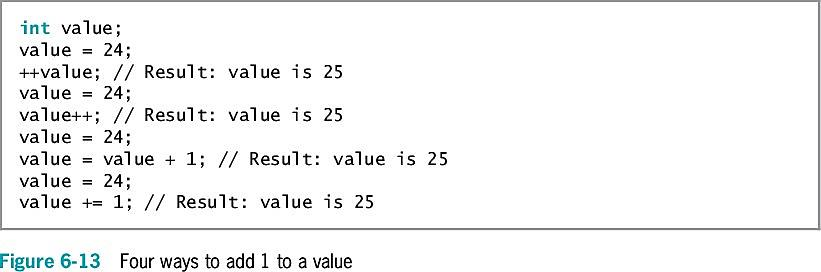 int value;
value = 24;
++value; // Result: value is 25
value = 24;
value++; // Result: value is 25
value = 24;
value = value + 1; // Result: value is 25
value = 24;
value += 1; // Result: value is 25
Figure 6-13 Four ways to add 1 to a value